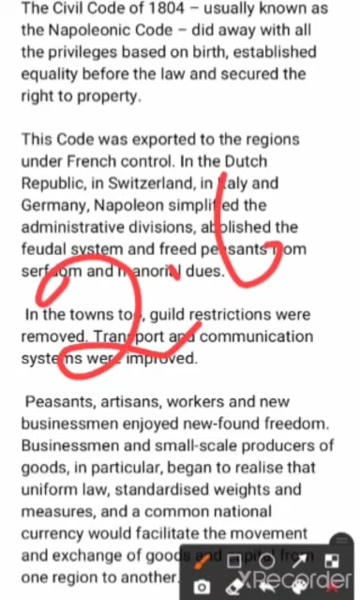 The Civil Code of 1804 – usually known as
the Napoleonic Code – did away with all
the privileges based on birth, established
equality before the law and secured the
right to property.
This Code was exported to the regions
under French control. In the Dutch
Republic, in Switzerland, in Italy and
Germany, Napoleon simplified the
administrative divisions, abolished the
feudal system and freed peasants from
serfdom and manorial dues.
In the towns too, guild restrictions were
removed. Transport and communication
systems were improved.
Peasants, artisans, workers and new
businessmen enjoyed new-found freedom.
Businessmen and small-scale producers of
goods, in particular, began to realise that
uniform law, standardised weights and
measures, and a common national
currency would facilitate the movement
and exchange of goods and capital from
one region to another.
XRecorder